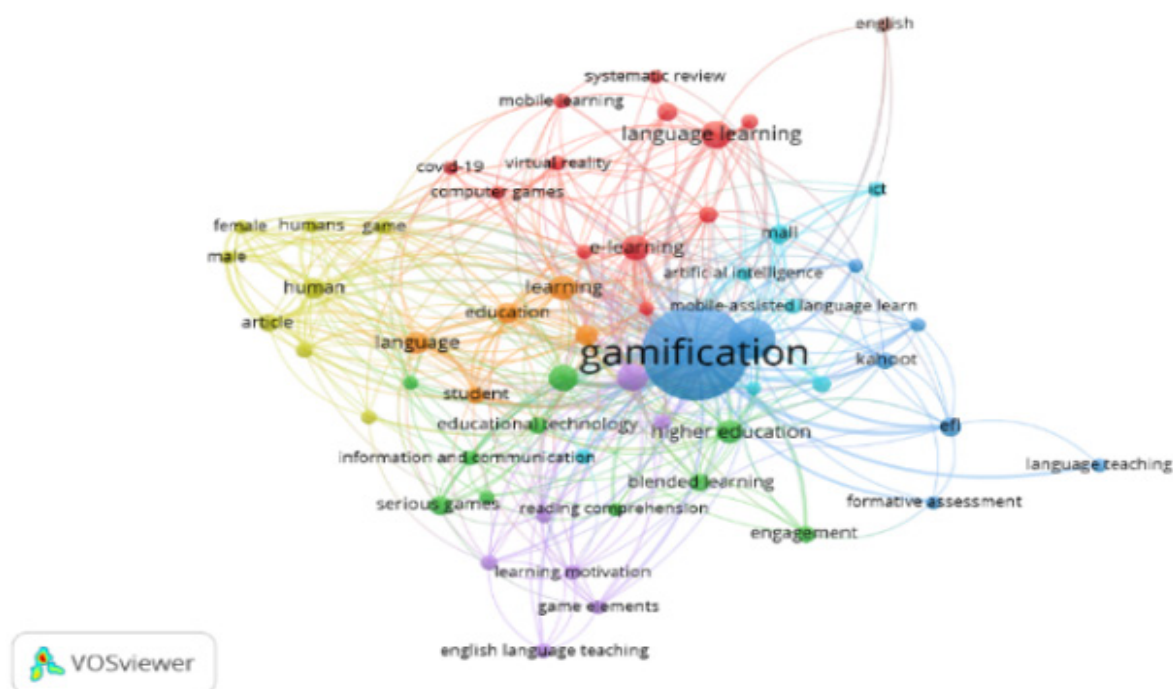 english
systematic review
mobile learning
language learning
covid-19
virtual reality
computer games
ict
female
humans
game
mall
male
e-learning
artificial intelligence
human
learning
mobile-assisted language learn
education
article
language
gamification
kahoot
student
educational technology
higher education
efl
information and communication
language teaching
blended learning
serious games
reading comprehension
formative assessment
engagement
learning motivation
game elements
english language teaching
VOSviewer